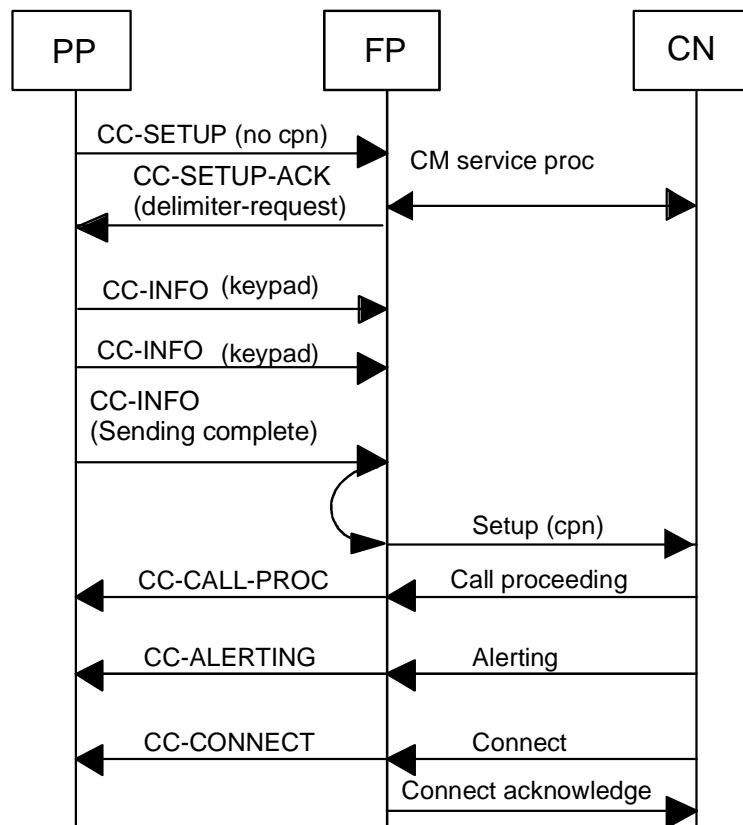 PP
FP
CN
CC-SETUP (no cpn)
CM service proc
CC-SETUP-ACK
(delimiter-request)
CC-INFO (keypad)
CC-INFO (keypad)
CC-INFO
(Sending complete)
Setup (cpn)
CC-CALL-PROC
Call proceeding
CC-ALERTING
Alerting
CC-CONNECT
Connect
Connect acknowledge